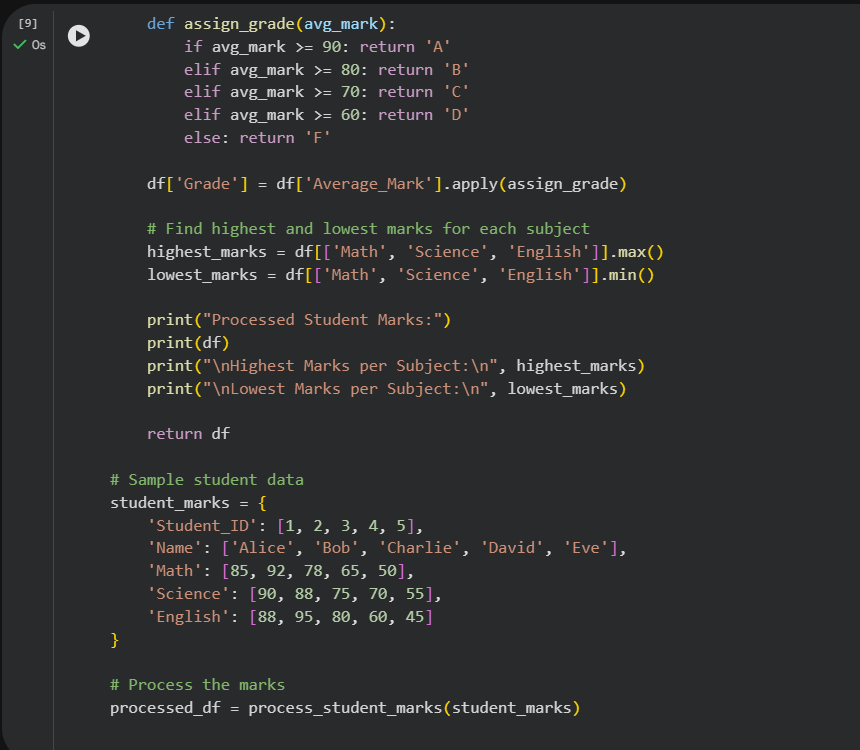 [9]
0s
    def assign_grade(avg_mark):
        if avg_mark >= 90: return 'A'
        elif avg_mark >= 80: return 'B'
        elif avg_mark >= 70: return 'C'
        elif avg_mark >= 60: return 'D'
        else: return 'F'

    df['Grade'] = df['Average_Mark'].apply(assign_grade)

    # Find highest and lowest marks for each subject
    highest_marks = df[['Math', 'Science', 'English']].max()
    lowest_marks = df[['Math', 'Science', 'English']].min()

    print("Processed Student Marks:")
    print(df)
    print("\nHighest Marks per Subject:\n", highest_marks)
    print("\nLowest Marks per Subject:\n", lowest_marks)

    return df

# Sample student data
student_marks = {
    'Student_ID': [1, 2, 3, 4, 5],
    'Name': ['Alice', 'Bob', 'Charlie', 'David', 'Eve'],
    'Math': [85, 92, 78, 65, 50],
    'Science': [90, 88, 75, 70, 55],
    'English': [88, 95, 80, 60, 45]
}

# Process the marks
processed_df = process_student_marks(student_marks)